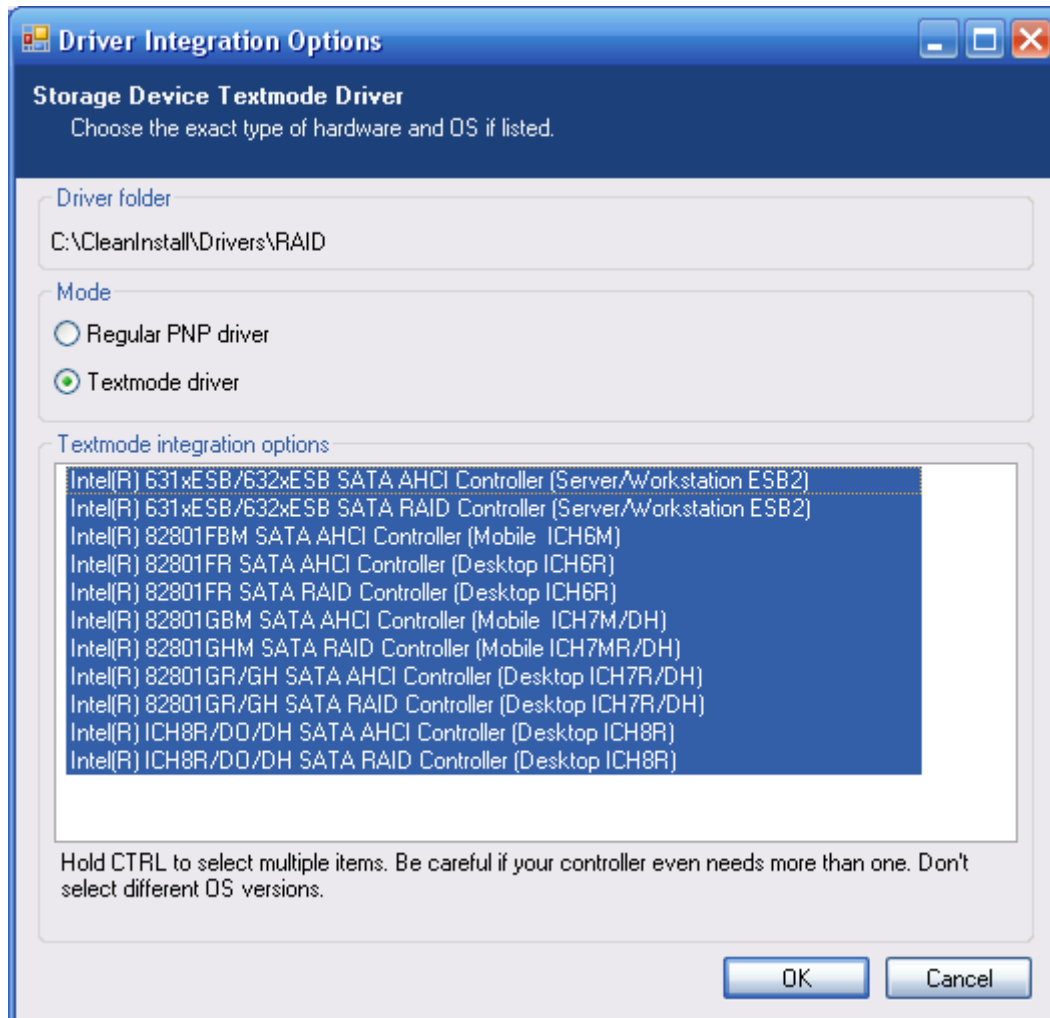 Driver Integration Options
Storage Device Textmode Driver
Choose the exact type of hardware and OS if listed.
Driver folder
C:\CleanInstall\Drivers\RAID
Mode
Regular PNP driver
Textmode driver
Textmode integration options
Intel(R) 631xESB/632xESB SATA AHCI Controller (Server/Workstation ESB2)
Intel(R) 631xESB/632xESB SATA RAID Controller (Server/Workstation ESB2)
Intel(R) 82801FBM SATA AHCI Controller (Mobile  ICH6M)
Intel(R) 82801FR SATA AHCI Controller (Desktop ICH6R)
Intel(R) 82801FR SATA RAID Controller (Desktop ICH6R)
Intel(R) 82801GBM SATA AHCI Controller (Mobile  ICH7M/DH)
Intel(R) 82801GHM SATA RAID Controller (Mobile ICH7MR/DH)
Intel(R) 82801GR/GH SATA AHCI Controller (Desktop ICH7R/DH)
Intel(R) 82801GR/GH SATA RAID Controller (Desktop ICH7R/DH)
Intel(R) ICH8R/DO/DH SATA AHCI Controller (Desktop ICH8R)
Intel(R) ICH8R/DO/DH SATA RAID Controller (Desktop ICH8R)
Hold CTRL to select multiple items. Be careful if your controller even needs more than one. Don't
select different OS versions.
OK
Cancel